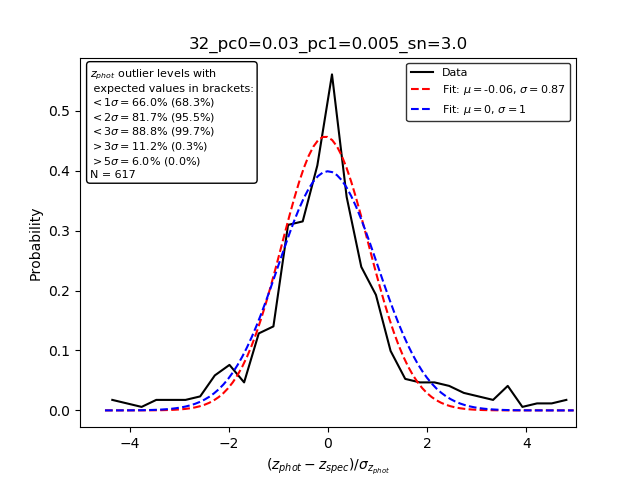 32_pc0=0.03_pc1=0.005_sn=3.0
z_phot outlier levels with
expected values in brackets:
<1σ=66.0% (68.3%)
<2σ=81.7% (95.5%)
<3σ=88.8% (99.7%)
>3σ=11.2% (0.3%)
>5σ=6.0% (0.0%)
N = 617
Data
Fit: μ=-0.06, σ=0.87
Fit: μ=0, σ=1
Probability
0.5
0.4
0.3
0.2
0.1
0.0
−4 −2 0 2 4
(z_phot − z_spec)/σ_z_phot